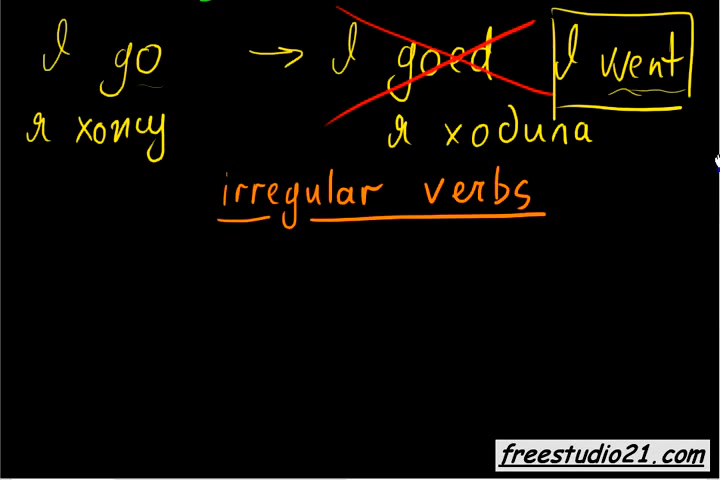 I go → I goed I went
я хожу я ходила
irregular verbs
freestudio21.com